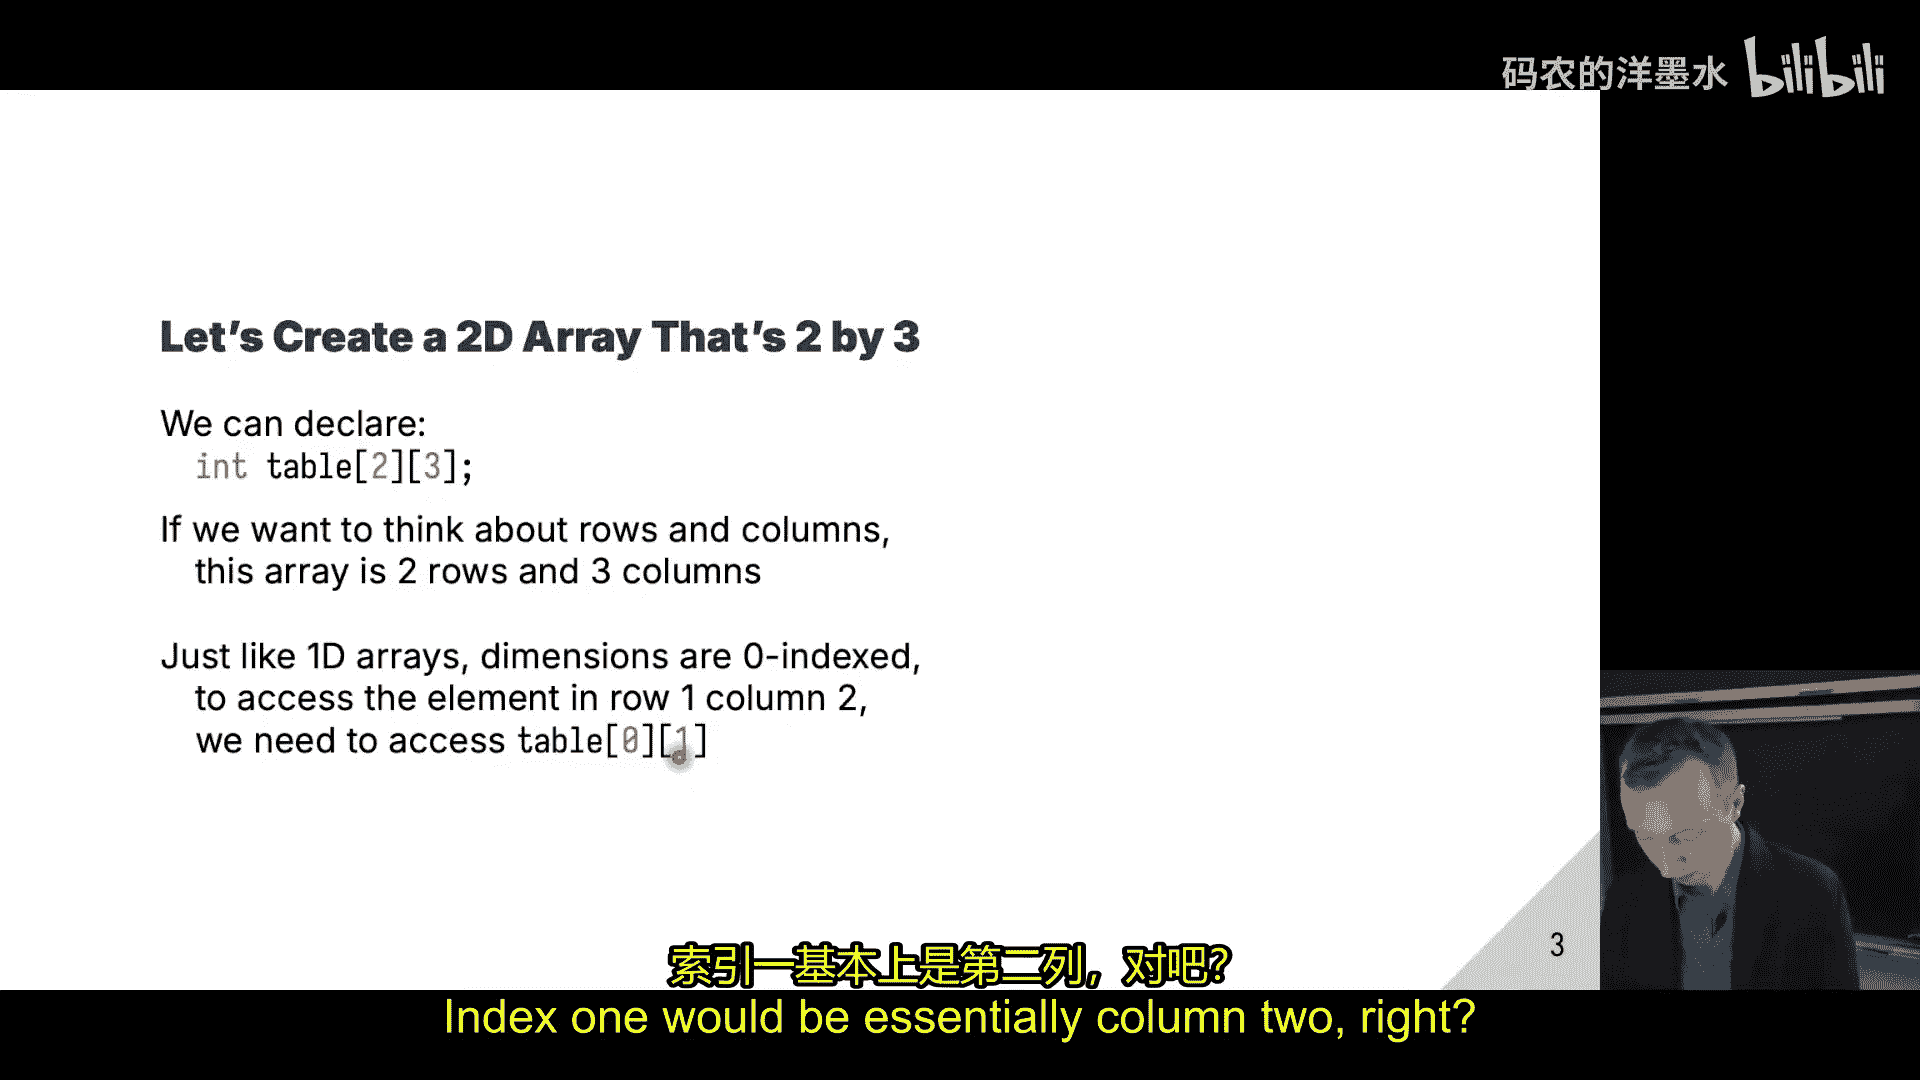 码农的洋墨水 bilibili
Let's Create a 2D Array That's 2 by 3
We can declare:
int table[2][3];
If we want to think about rows and columns,
this array is 2 rows and 3 columns
Just like 1D arrays, dimensions are 0-indexed,
to access the element in row 1 column 2,
we need to access table[0][1]
3
索引一基本上是第二列，对吧？
Index one would be essentially column two, right?